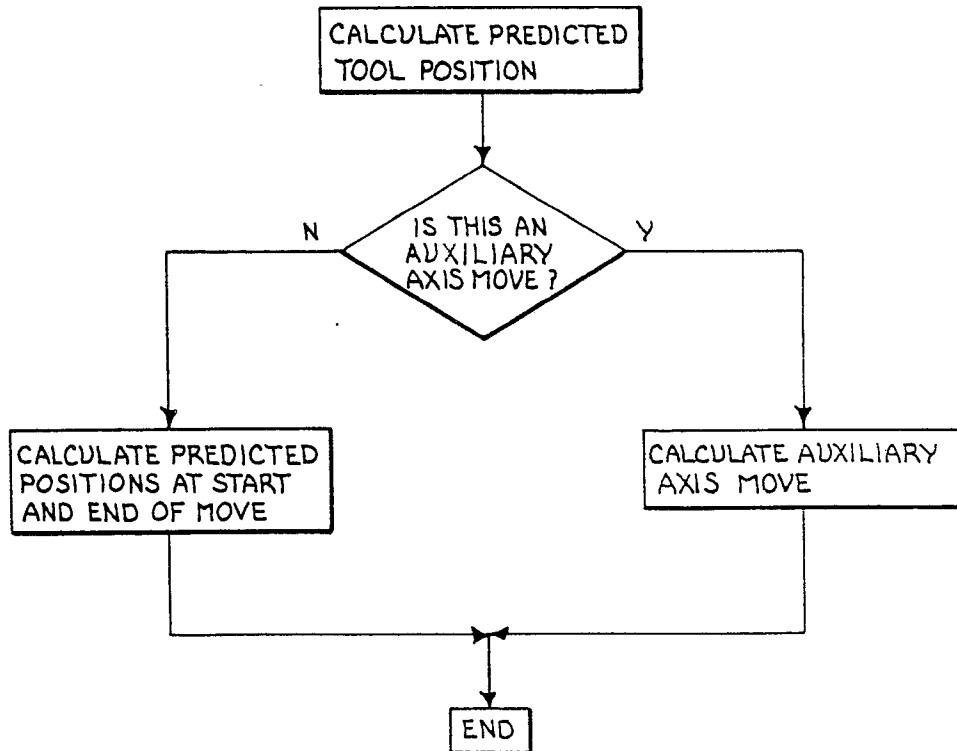 CALCULATE PREDICTED
TOOL POSITION
N
IS THIS AN
AUXILIARY
AXIS MOVE?
Y
CALCULATE PREDICTED
POSITIONS AT START
AND END OF MOVE
CALCULATE AUXILIARY
AXIS MOVE
END